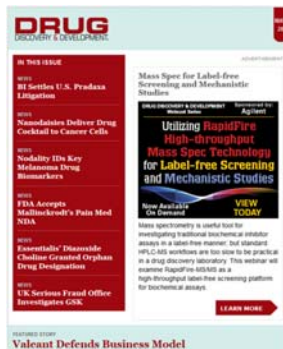 DRUG
DISCOVERY & DEVELOPMENT.
IN THIS ISSUE
NEWS
BI Settles U.S. Pradaxa
Litigation
NEWS
Nanodaisies Deliver Drug
Cocktail to Cancer Cells
NEWS
Nodality IDs Key
Melanoma Drug
Biomarkers
NEWS
FDA Accepts
Mallinckrodt's Pain Med
NDA
NEWS
Essentialis' Diazoxide
Choline Granted Orphan
Drug Designation
NEWS
UK Serious Fraud Office
Investigates GSK
ADVERTISEMENT
Mass Spec for Label-free
Screening and Mechanistic
Studies
DRUG DISCOVERY & DEVELOPMENT
Webcast Series
Sponsored by:
Agilent
Utilizing RapidFire
High-throughput
Mass Spec Technology
for Label-free Screening
and Mechanistic Studies
Now Available
On Demand
VIEW
TODAY
Mass spectrometry is useful tool for
investigating traditional biochemical inhibitor
assays in a label-free manner, but standard
HPLC-MS workflows are too slow to be practical
in a drug discovery laboratory. This webinar will
examine RapidFire-MS/MS as a
high-throughput label-free screening platform
for biochemical assays.
LEARN MORE
FEATURED STORY
Valeant Defends Business Model